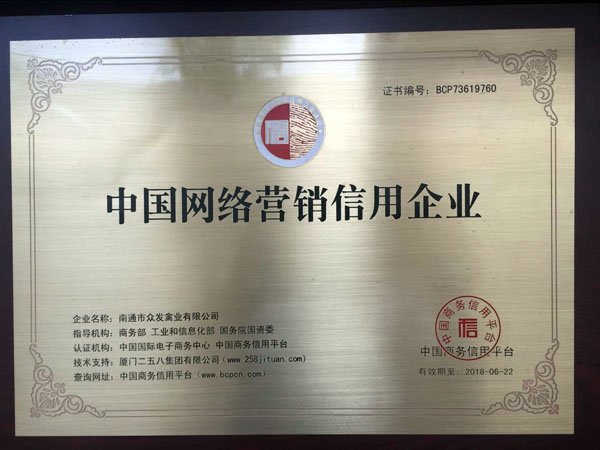 证书编号：BCP73619760
中国网络营销信用企业
企业名称：南通市众发禽业有限公司
指导机构：商务部 工业和信息化部 国务院国资委
认证机构：中国国际电子商务中心 中国商务信用平台
技术支持：厦门二五八集团有限公司（www.258jituan.com）
查询网址：中国商务信用平台（www.bcpcn.com）
中国商务信用平台
信
中国商务信用平台
有效期至：2018-06-22